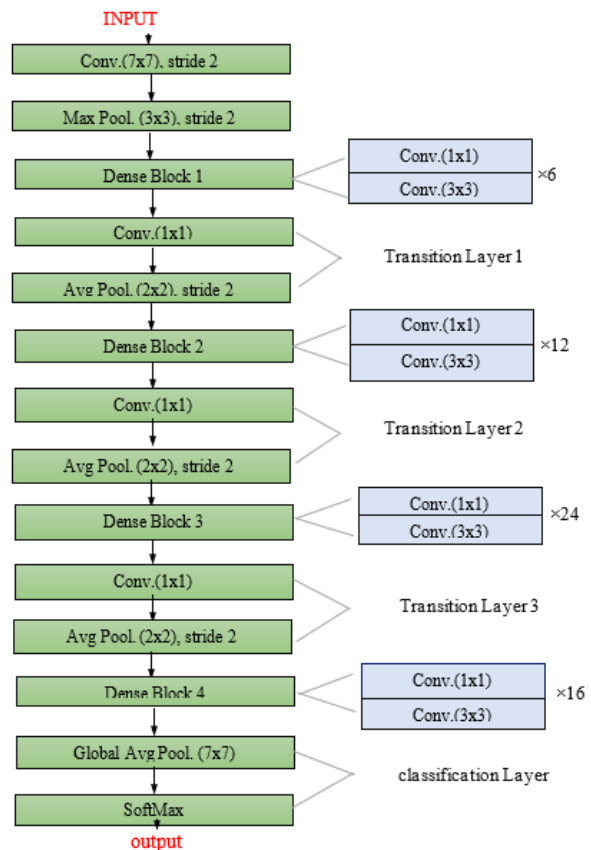 INPUT
Conv.(7x7), stride 2
Max Pool. (3x3), stride 2
Dense Block 1
Conv.(1x1)
Conv.(3x3)
×6
Conv.(1x1)
Avg Pool. (2x2), stride 2
Transition Layer 1
Dense Block 2
Conv.(1x1)
Conv.(3x3)
×12
Conv.(1x1)
Avg Pool. (2x2), stride 2
Transition Layer 2
Dense Block 3
Conv.(1x1)
Conv.(3x3)
×24
Conv.(1x1)
Avg Pool. (2x2), stride 2
Transition Layer 3
Dense Block 4
Conv.(1x1)
Conv.(3x3)
×16
Global Avg Pool. (7x7)
SoftMax
classification Layer
output